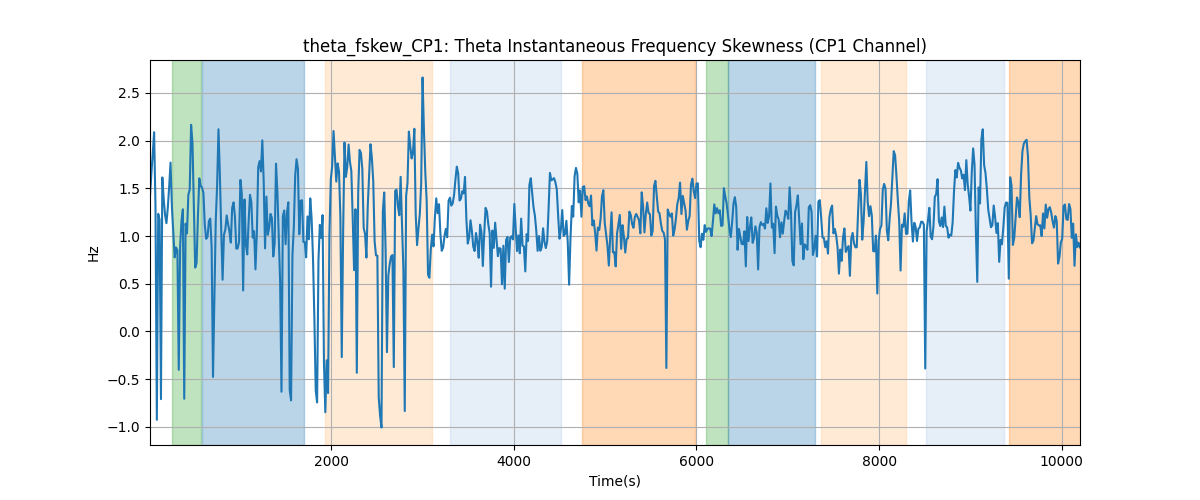 theta_fskew_CP1: Theta Instantaneous Frequency Skewness (CP1 Channel)
2.5
2.0
1.5
1.0
0.5
0.0
−0.5
−1.0
Hz
2000 4000 6000 8000 10000
Time(s)